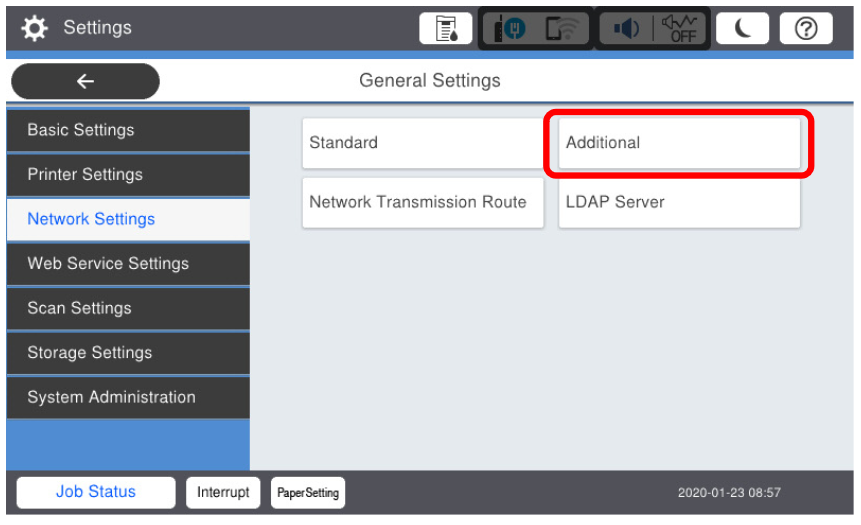 Settings
OFF
?
General Settings
Basic Settings
Printer Settings
Network Settings
Web Service Settings
Scan Settings
Storage Settings
System Administration
Standard
Additional
Network Transmission Route
LDAP Server
Job Status
Interrupt
PaperSetting
2020-01-23 08:57